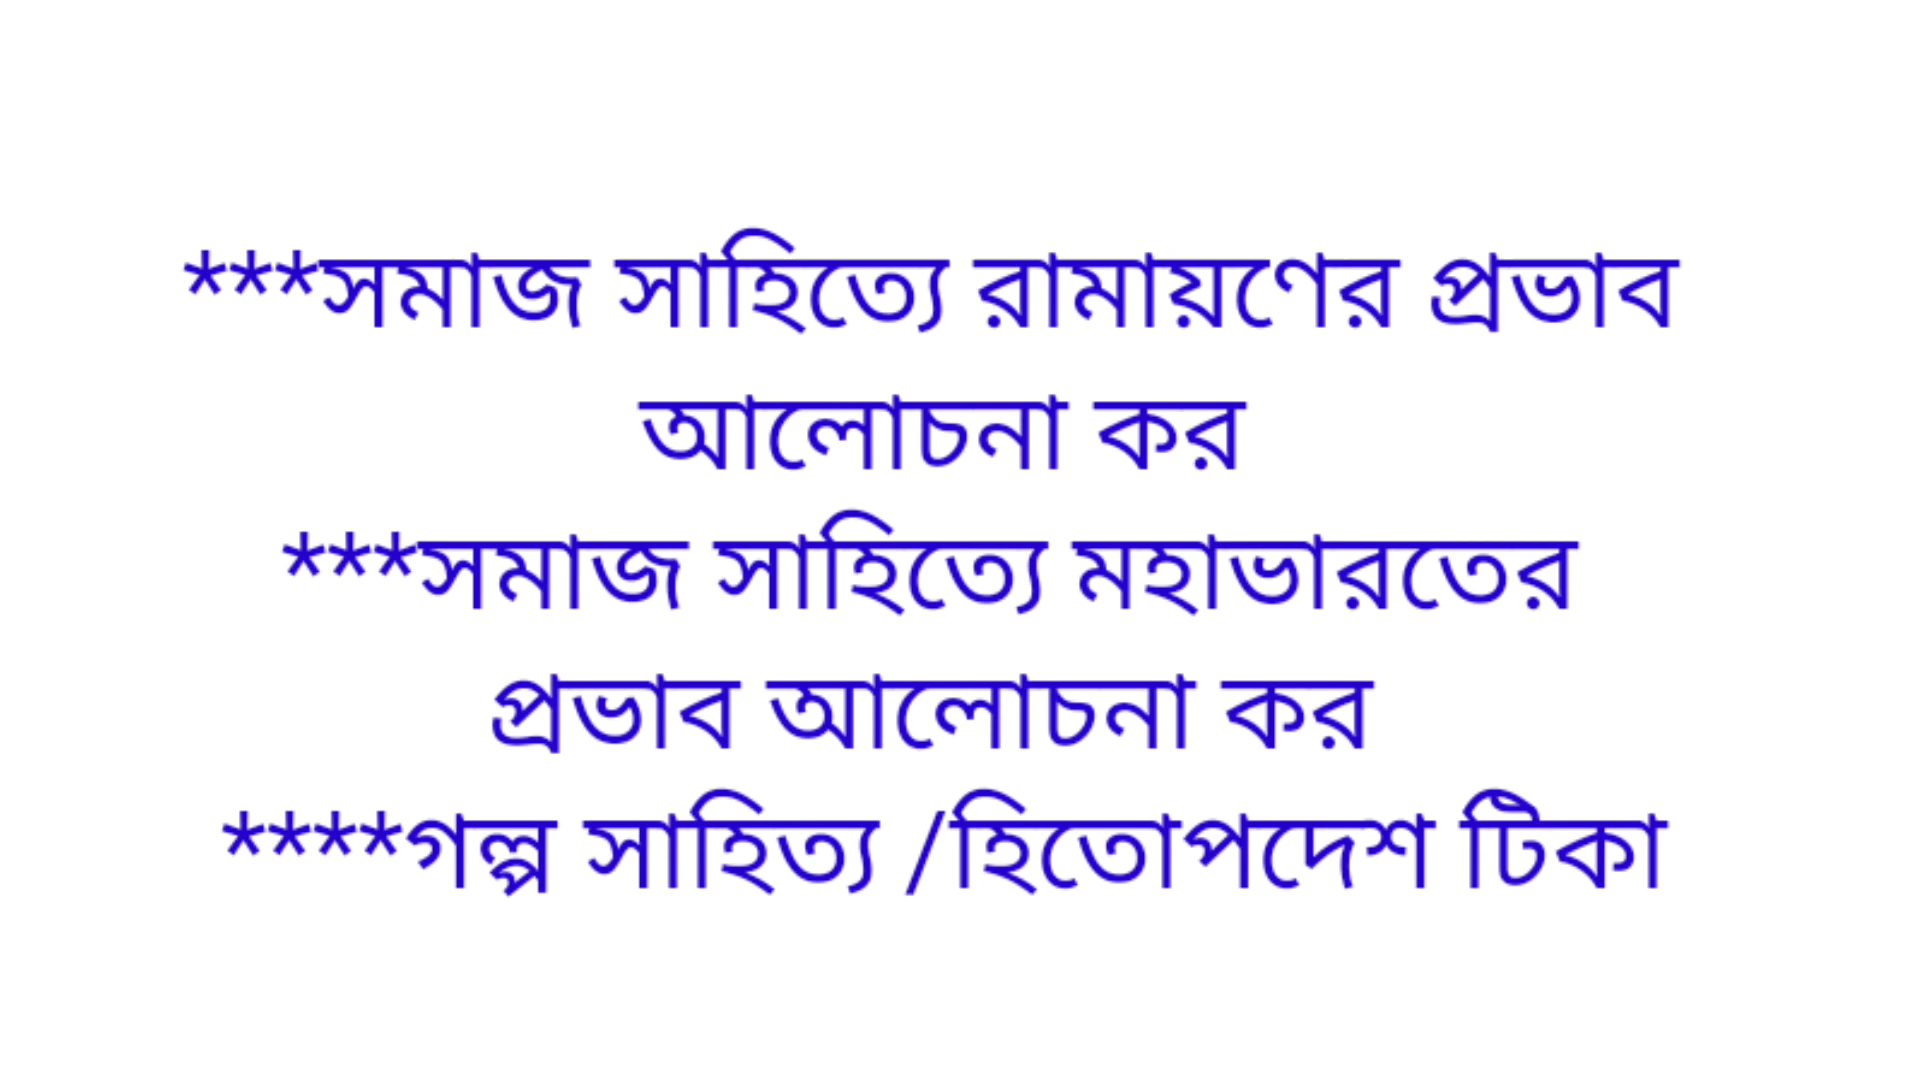 ***সমাজ সাহিত্যে রামায়ণের প্রভাব
আলোচনা কর
***সমাজ সাহিত্যে মহাভারতের
প্রভাব আলোচনা কর
****গল্প সাহিত্য /হিতোপদেশ টিকা